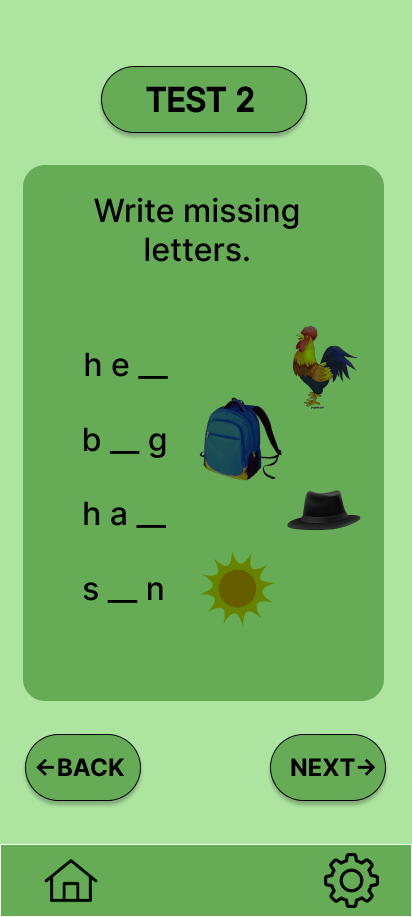 TEST 2
Write missing
letters.
h e __
b __ g
h a __
s __ n
←BACK
NEXT→